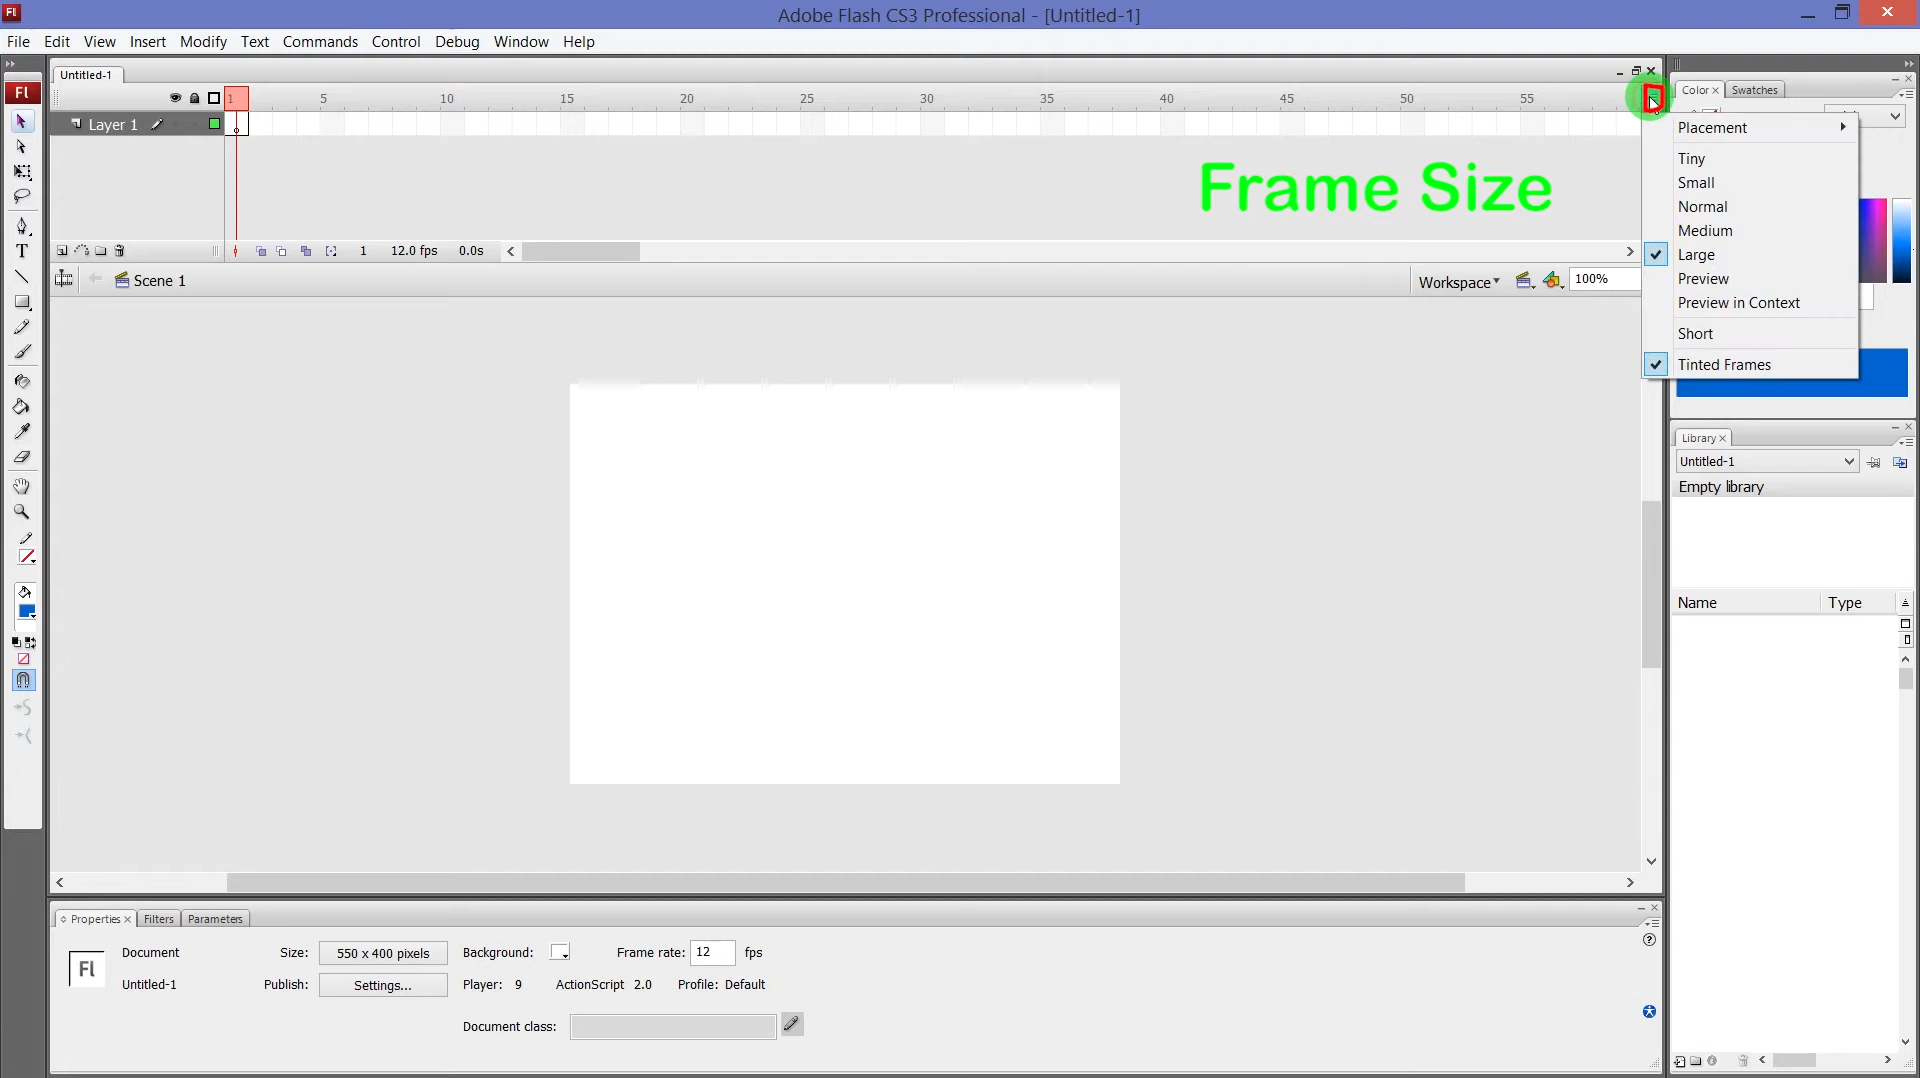 Fl
Adobe Flash CS3 Professional - [Untitled-1]
File Edit View Insert Modify Text Commands Control Debug Window Help
Untitled-1
Fl
1 5 10 15 20 25 30 35 40 45 50 55
Layer 1
Frame Size
1 12.0 fps 0.0s
Scene 1
Workspace
100%
Color
Swatches
Placement
Tiny
Small
Normal
Medium
Large
Preview
Preview in Context
Short
Tinted Frames
Library
Untitled-1
Empty library
Name Type
Properties Filters Parameters
Fl
Document
Size: 550 x 400 pixels
Background:
Frame rate: 12 fps
Untitled-1
Publish: Settings...
Player: 9 ActionScript 2.0 Profile: Default
Document class: